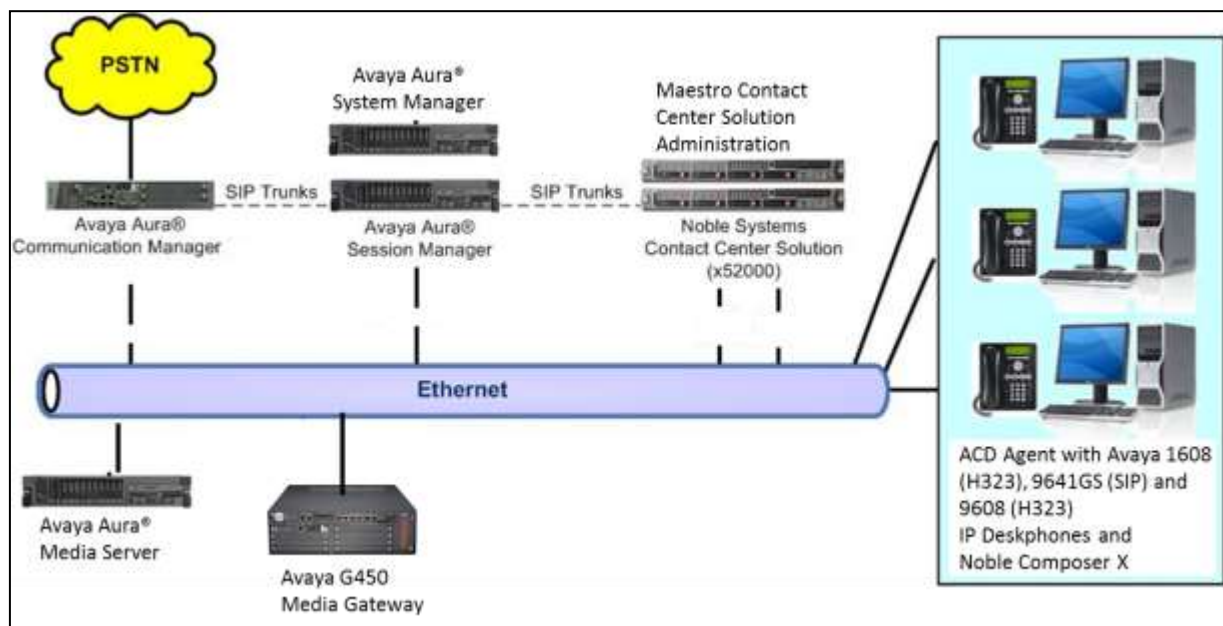 PSTN
Avaya Aura®
System Manager
Maestro Contact
Center Solution
Administration
SIP Trunks
SIP Trunks
Avaya Aura®
Communication Manager
Avaya Aura®
Session Manager
Noble Systems
Contact Center Solution
(x52000)
Ethernet
Avaya Aura®
Media Server
Avaya G450
Media Gateway
ACD Agent with Avaya 1608
(H323), 9641GS (SIP) and
9608 (H323)
IP Deskphones and
Noble Composer X